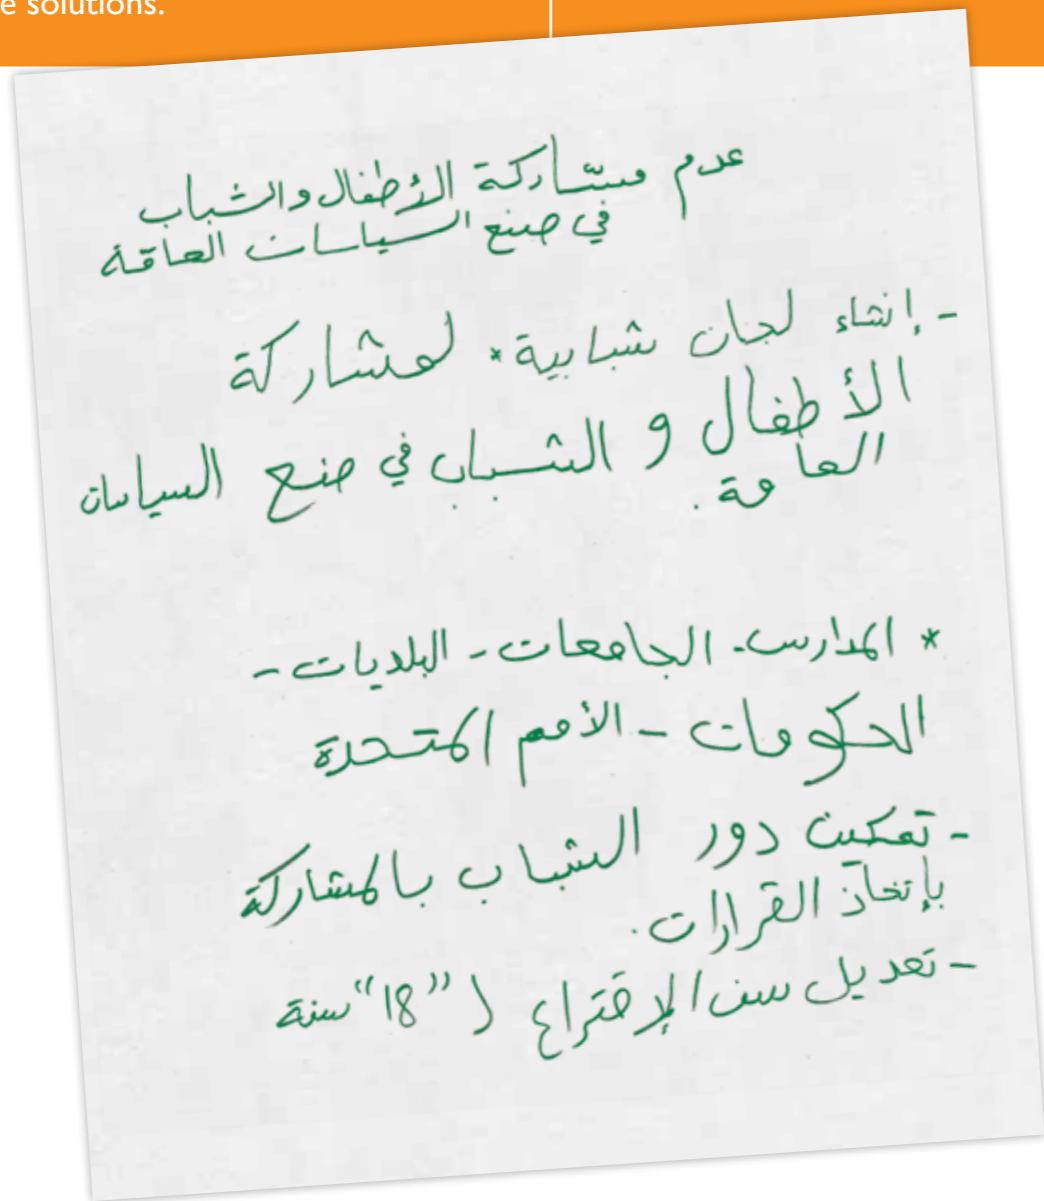 e solutions.
عدم مشاركة الأطفال والشباب
في صنع السياسات العامة
- إنشاء لجان شبابية* لمشاركة
الأطفال و الشباب في صنع السياسات
العامة.
* المدارس - الجامعات - البلديات -
الحكومات - الأمم المتحدة
- تمكين دور الشباب بالمشاركة
بإتخاذ القرارات.
- تعديل سن الإقتراع ل "18" سنة